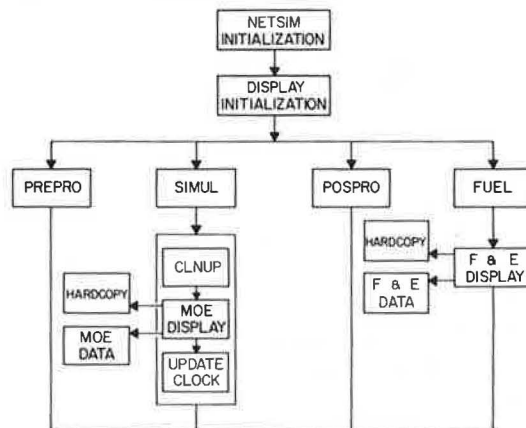 NETSIM
INITIALIZATION
DISPLAY
INITIALIZATION
PREPRO
SIMUL
POSPRO
FUEL
CLNUP
HARDCOPY
MOE
DISPLAY
MOE
DATA
UPDATE
CLOCK
HARDCOPY
F & E
DISPLAY
F & E
DATA